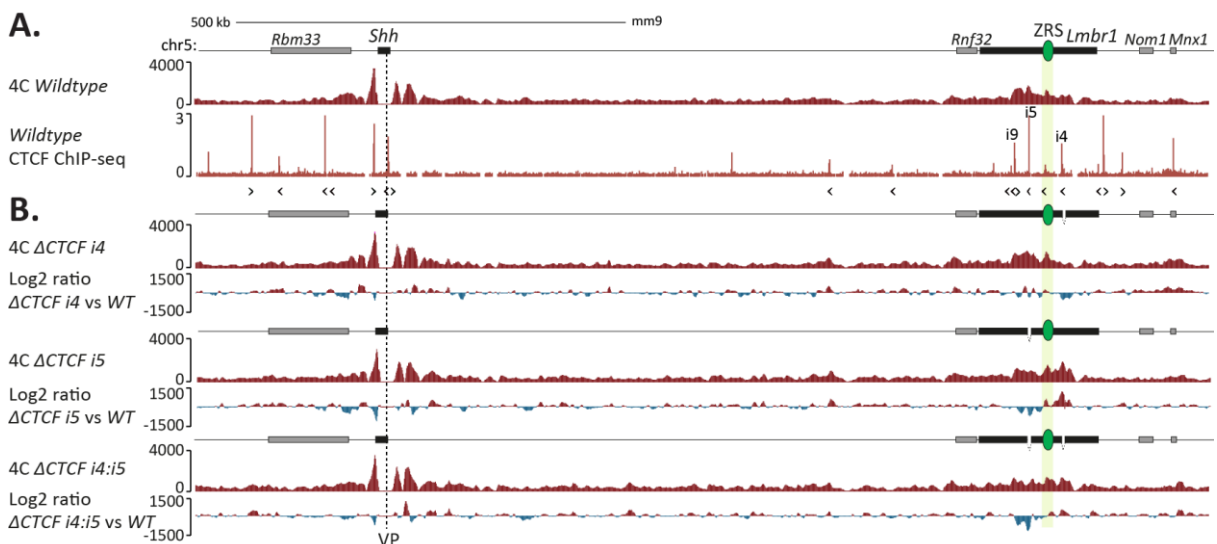 A.
500 kb
mm9
chr5:
Rbm33
Shh
Rnf32
ZRS
Lmbr1
Nom1
Mnx1
4000
4C Wildtype
0
i5
3
i9
i4
Wildtype
CTCF ChIP-seq
0
> < < < > < > < < < < > < < < < > > <
B.
4000
4C ΔCTCF i4
0
Log2 ratio
1500
ΔCTCF i4 vs WT
-1500
4000
4C ΔCTCF i5
0
Log2 ratio
1500
ΔCTCF i5 vs WT
-1500
4000
4C ΔCTCF i4:i5
0
Log2 ratio
1500
ΔCTCF i4:i5 vs WT
-1500
VP